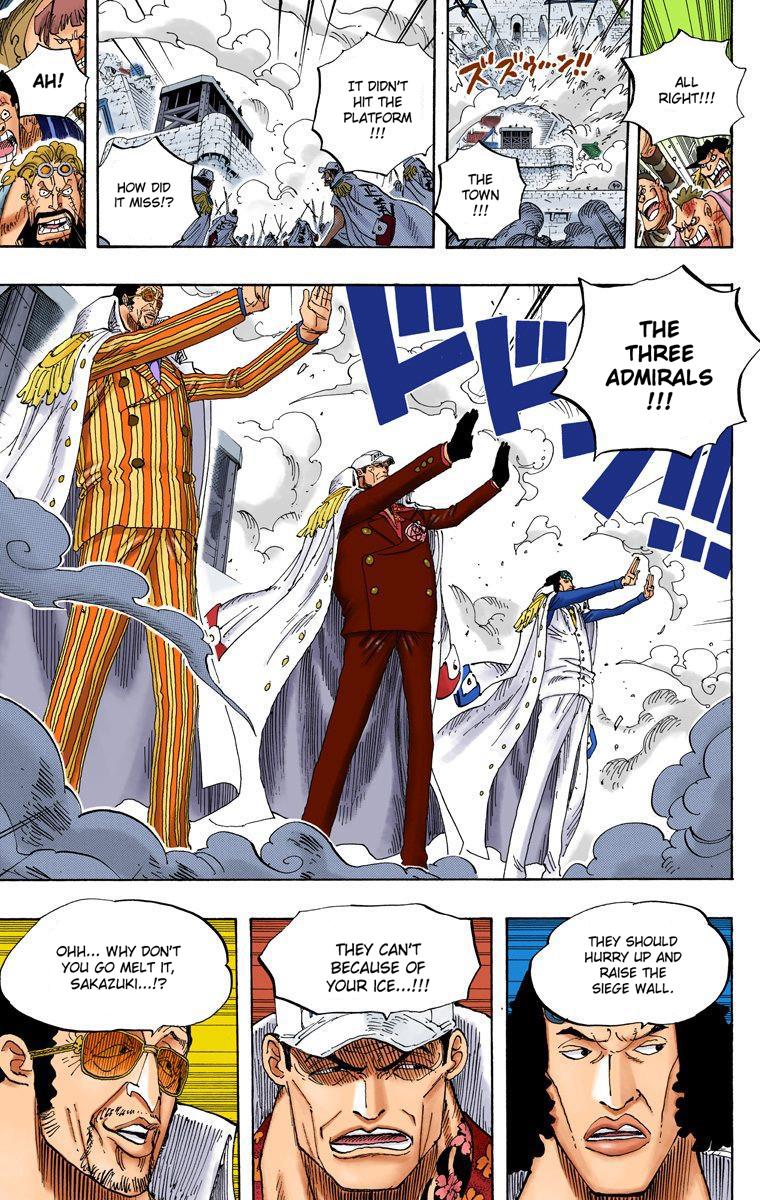 ALL
RIGHT!!!
ズズゥ…ン!!
THE
TOWN
!!!
IT DIDN'T
HIT THE
PLATFORM
!!!
HOW DID
IT MISS!?
AH!
THE
THREE
ADMIRALS
!!!
ドドン!!!
THEY SHOULD
HURRY UP AND
RAISE THE
SIEGE WALL.
THEY CAN'T
BECAUSE OF
YOUR ICE...!!!
OHH... WHY DON'T
YOU GO MELT IT,
SAKAZUKI...!?